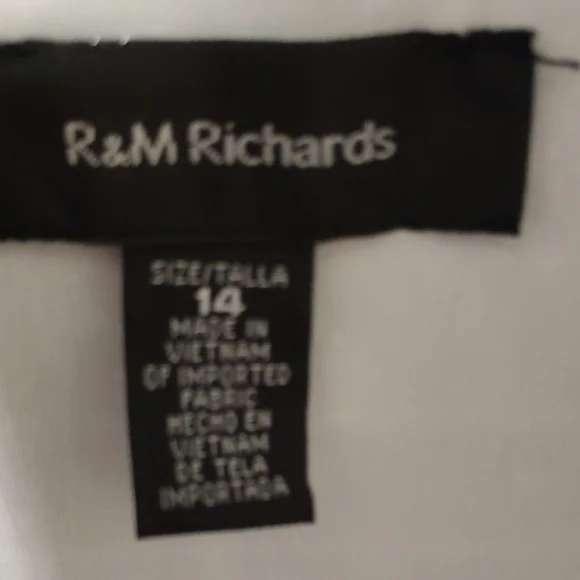 R&M Richards
SIZE/TALLA
14
MADE IN
VIETNAM
OF IMPORTED
FABRIC
HECHO EN
VIETNAM
DE TELA
IMPORTADA